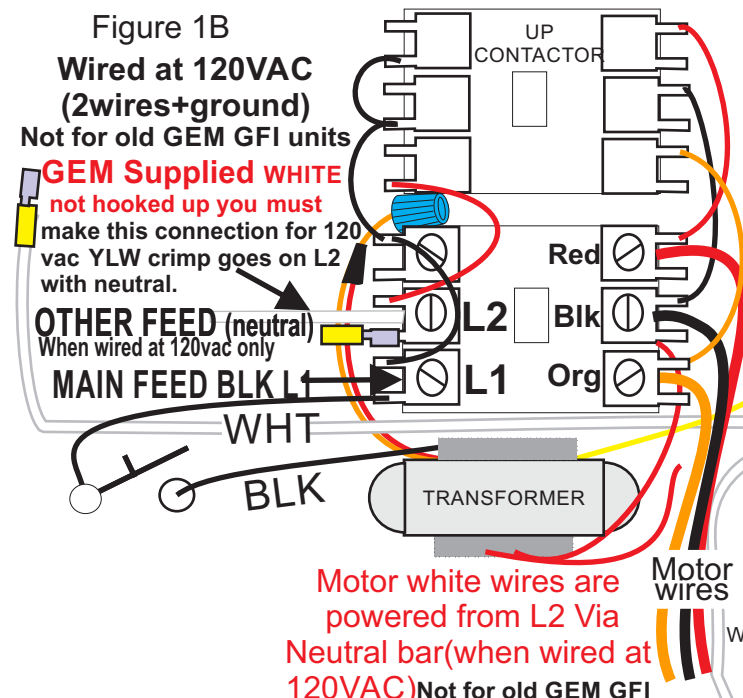 Figure 1B
Wired at 120VAC
(2wires+ground)
Not for old GEM GFI units
GEM Supplied WHITE
not hooked up you must
make this connection for 120
vac YLW crimp goes on L2
with neutral.
OTHER FEED (neutral)
When wired at 120vac only
MAIN FEED BLK L1
UP
CONTACTOR
Red
L2
Blk
L1
Org
WHT
BLK
TRANSFORMER
Motor white wires are
powered from L2 Via
Neutral bar(when wired at
120VAC)Not for old GEM GFI
Motor
wires
W